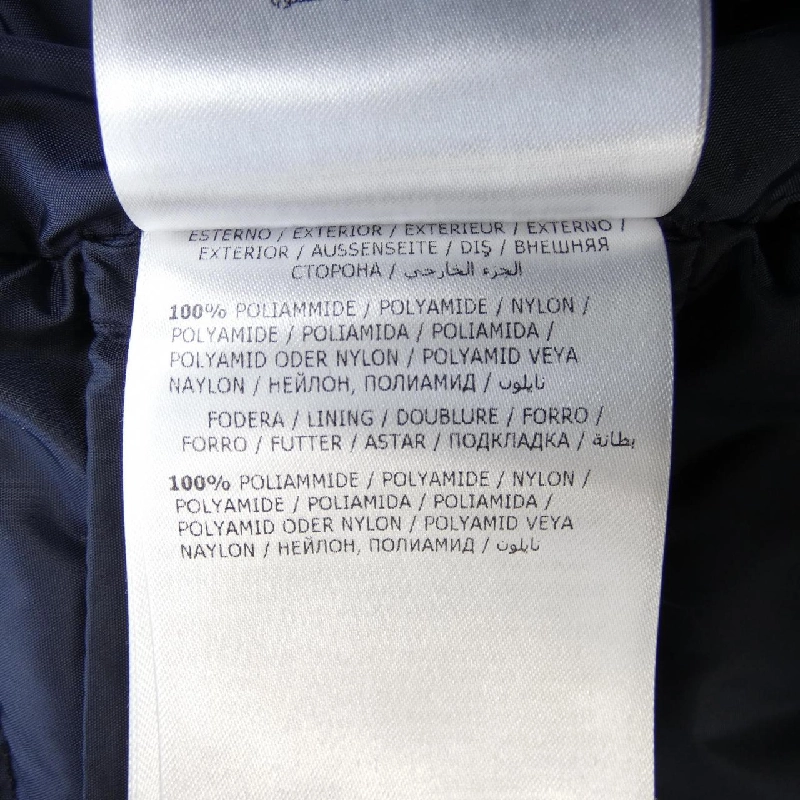 ESTERNO / EXTERIOR / EXTERIEUR / EXTERNO /
EXTERIOR / AUSSENSEITE / DIŞ / ВНЕШНЯЯ
СТОРОНА / الجزء الخارجي
100% POLIAMMIDE / POLYAMIDE / NYLON /
POLYAMIDE / POLIAMIDA / POLIAMIDA /
POLYAMID ODER NYLON / POLYAMID VEYA
NAYLON / НЕЙЛОН, ПОЛИАМИД / نايلون
FODERA / LINING / DOUBLURE / FORRO /
FORRO / FUTTER / ASTAR / ПОДКЛАДКА / بطانة
100% POLIAMMIDE / POLYAMIDE / NYLON /
POLYAMIDE / POLIAMIDA / POLIAMIDA /
POLYAMID ODER NYLON / POLYAMID VEYA
NAYLON / НЕЙЛОН, ПОЛИАМИД / نايلون